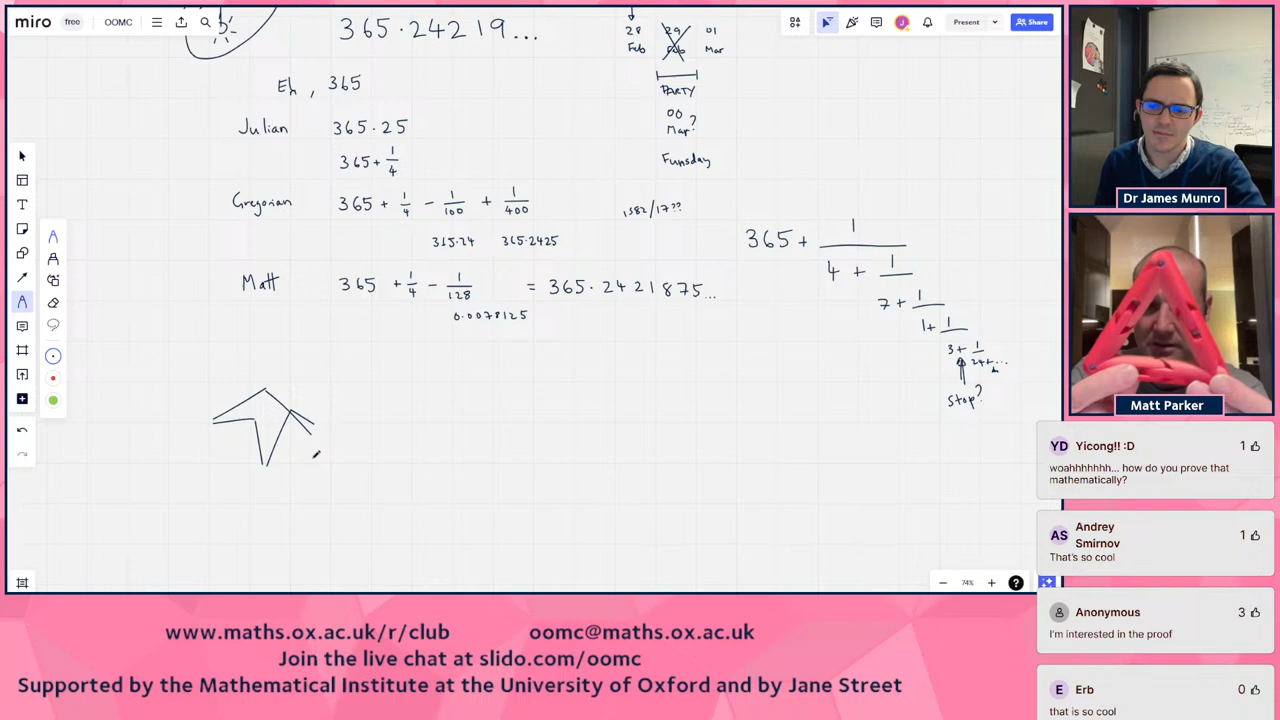 miro free OOMC Present Share
365.24219...
28 Feb
29 Feb
01 Mar
Eh, 365
PARTY
00 Mar?
Funsday
Julian 365.25
365+ 1/4
Gregorian 365 + 1/4 - 1/100 + 1/400
1582/17??
365.24 365.2425
Matt 365 + 1/4 - 1/128 = 365.2421875...
0.0078125
365 + 1
4 + 1
7 + 1
1 + 1
3 + 1
24+...
stop?
74%
Dr James Munro
Matt Parker
YD Yicong!! :D 1
woahhhhhhh... how do you prove that
mathematically?
AS Andrey
Smirnov 1
That's so cool
Anonymous 3
I'm interested in the proof
E Erb 0
that is so cool
www.maths.ox.ac.uk/r/club oomc@maths.ox.ac.uk
Join the live chat at slido.com/oomc
Supported by the Mathematical Institute at the University of Oxford and by Jane Street